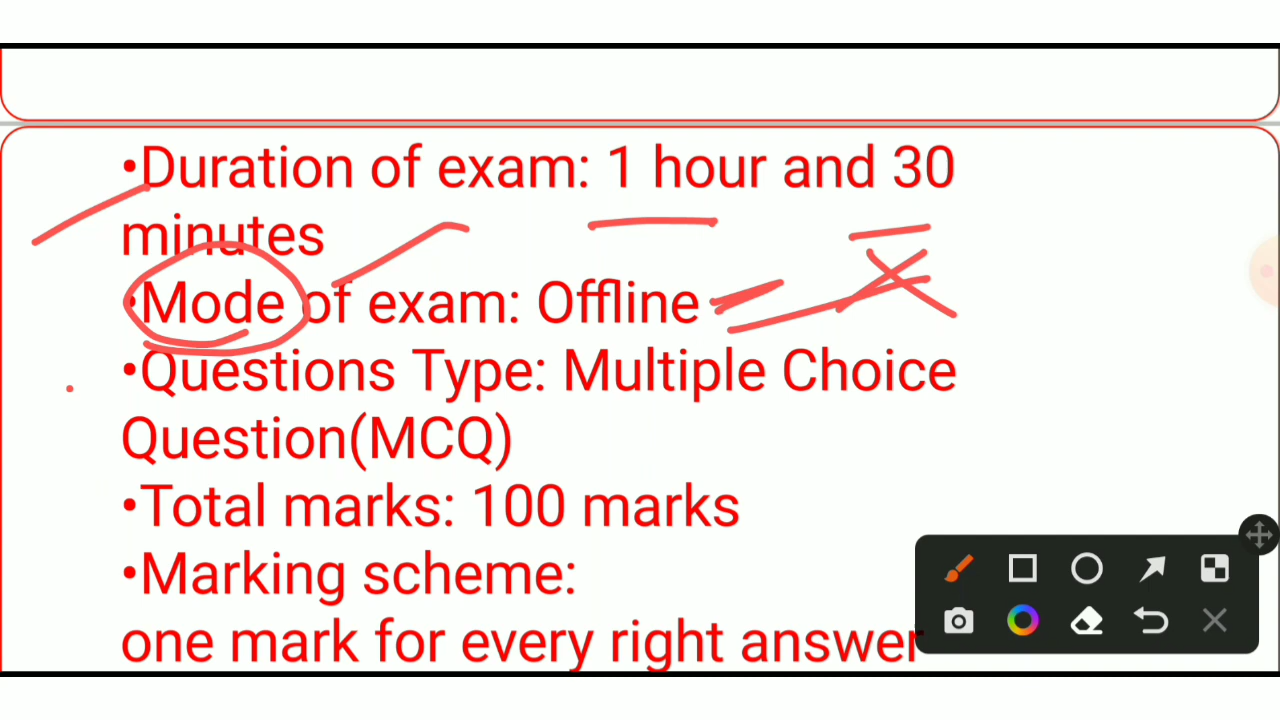 •Duration of exam: 1 hour and 30
minutes
•Mode of exam: Offline
•Questions Type: Multiple Choice
Question(MCQ)
•Total marks: 100 marks
•Marking scheme:
one mark for every right answer